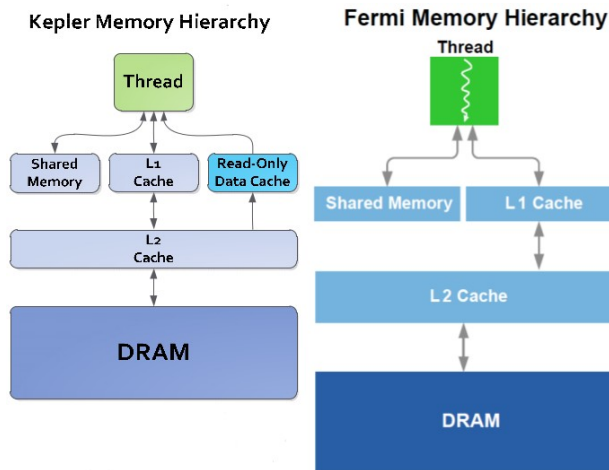 Kepler Memory Hierarchy
Thread
Shared
Memory
L1
Cache
Read-Only
Data Cache
L2
Cache
DRAM
Fermi Memory Hierarchy
Thread
Shared Memory
L1 Cache
L2 Cache
DRAM